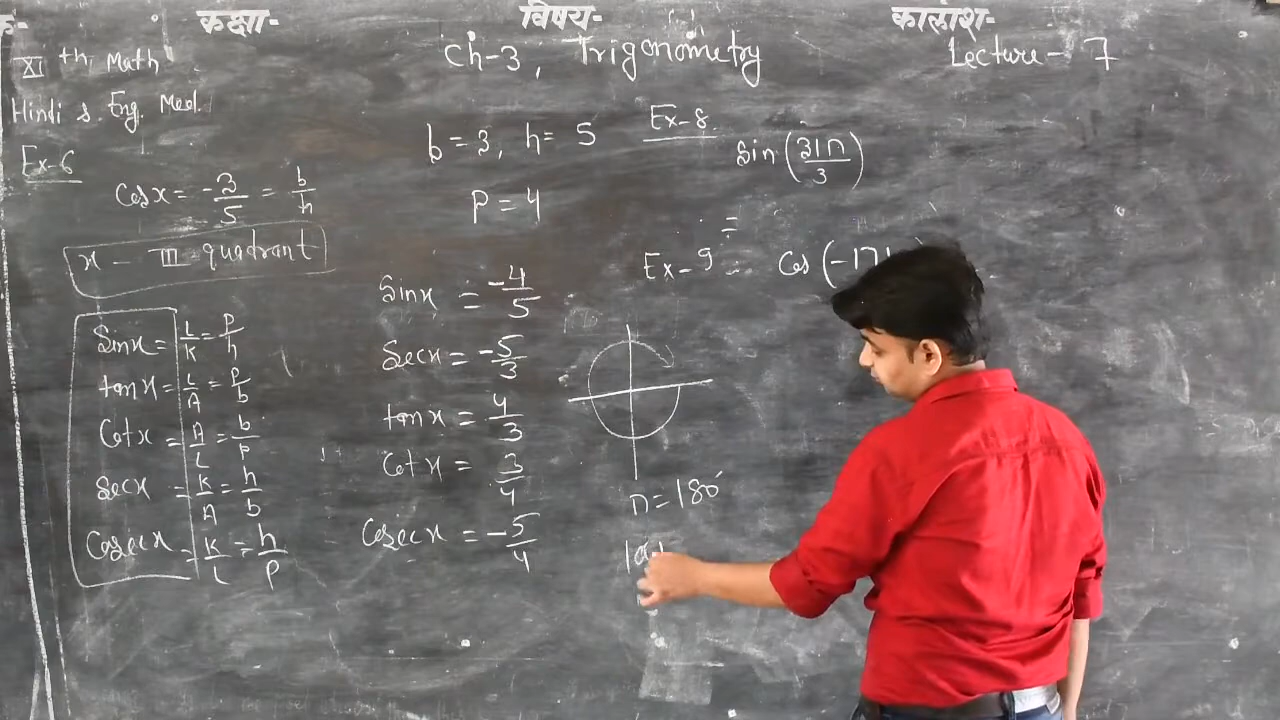 कक्षा- विषय- कालांश-
XI th Math Ch-3, Trigonometry Lecture- 7
Hindi & Eng. Med.
Ex-6
Cos x = -3/5 = b/h
x - III quadrant
Sin x = L/K = P/h
tan x = L/A = P/b
Cot x = A/L = b/P
Sec x = K/A = h/b
Cosec x = K/L = h/P
b = 3, h = 5
P = 4
Sin x = -4/5
Sec x = -5/3
tan x = 4/3
Cot x = 3/4
Cosec x = -5/4
Ex-8.
Sin (31π/3)
=
Ex-9 Cos (-171
π = 180°